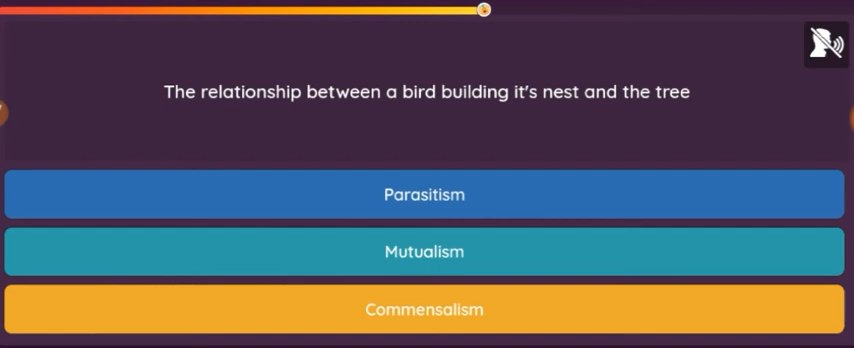 The relationship between a bird building it's nest and the tree
Parasitism
Mutualism
Commensalism